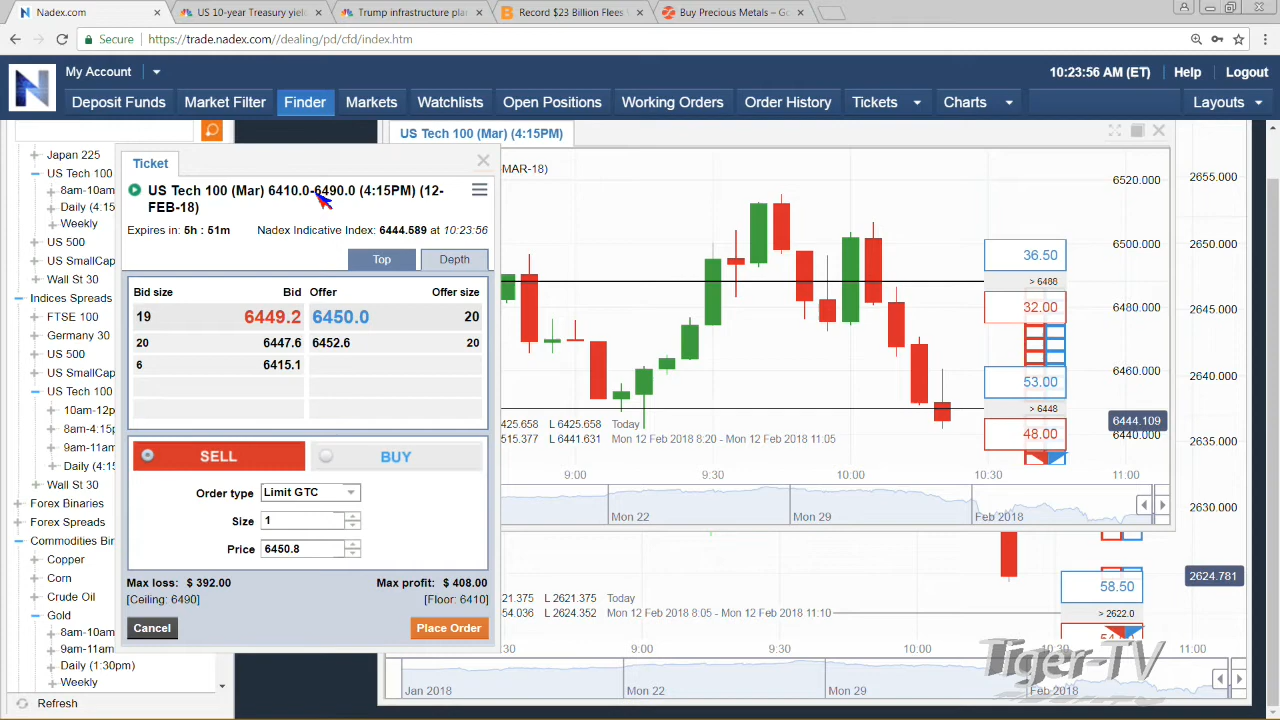 Nadex.com
US 10-year Treasury yiel
Trump infrastructure plan
Record $23 Billion Flees
Buy Precious Metals – Go
Secure
https://trade.nadex.com//dealing/pd/cfd/index.htm
My Account
10:23:56 AM (ET)
Help
Logout
Deposit Funds
Market Filter
Finder
Markets
Watchlists
Open Positions
Working Orders
Order History
Tickets
Charts
Layouts
Japan 225
US Tech 100
8am-10am
Daily (4:15
Weekly
US 500
US SmallCap
Wall St 30
Indices Spreads
FTSE 100
Germany 30
US 500
US SmallCap
US Tech 100
10am-12p
8am-4:15p
9am-11am
Daily (4:15
Wall St 30
Forex Binaries
Forex Spreads
Commodities Bin
Copper
Corn
Crude Oil
Gold
8am-10am
9am-11am
Daily (1:30pm)
Weekly
Refresh
Ticket
US Tech 100 (Mar) 6410.0-6490.0 (4:15PM) (12-
FEB-18)
Expires in: 5h : 51m
Nadex Indicative Index: 6444.589 at 10:23:56
Top
Depth
Bid size Bid Offer Offer size
19 6449.2 6450.0 20
20 6447.6 6452.6 20
6 6415.1
SELL
BUY
Order type Limit GTC
Size 1
Price 6450.8
Max loss: $ 392.00
Max profit: $ 408.00
[Ceiling: 6490]
[Floor: 6410]
Cancel
Place Order
US Tech 100 (Mar) (4:15PM)
MAR-18)
6520.000
6500.000
6480.000
6460.000
6440.000
6444.109
36.50
> 6488
32.00
53.00
> 6448
48.00
425.658 L 6425.658 Today
515.377 L 6441.631 Mon 12 Feb 2018 8.20 - Mon 12 Feb 2018 11.05
9:00
9:30
10:00
10:30
11:00
Mon 22
Mon 29
Feb 2018
2655.000
2650.000
2645.000
2640.000
2635.000
2630.000
2624.781
58.50
> 2622.0
621.375 L 2621.375 Today
654.036 L 2624.352 Mon 12 Feb 2018 8.05 - Mon 12 Feb 2018 11.10
:30
9:00
9:30
10:00
11:00
Jan 2018
Mon 22
Mon 29
Feb 2018
Tiger-TV